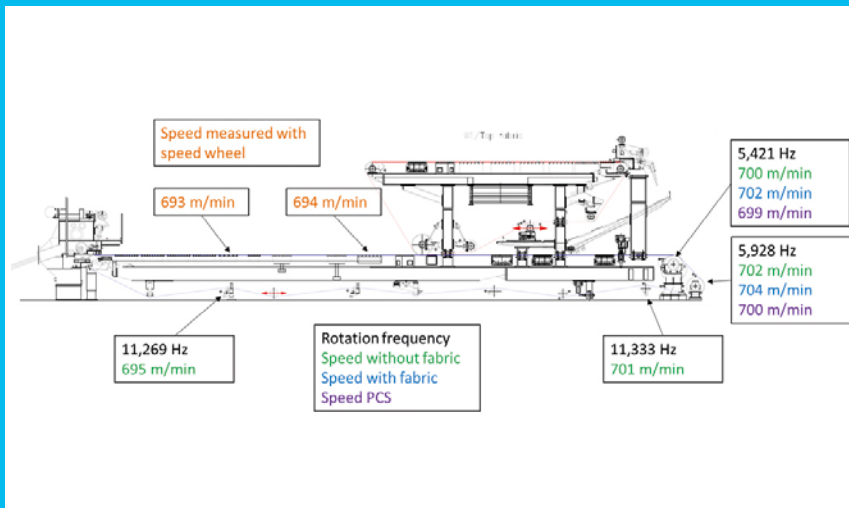 Speed measured with
speed wheel
/Top fabric
693 m/min
694 m/min
5,421 Hz
700 m/min
702 m/min
699 m/min
5,928 Hz
702 m/min
704 m/min
700 m/min
11,269 Hz
695 m/min
Rotation frequency
Speed without fabric
Speed with fabric
Speed PCS
11,333 Hz
701 m/min